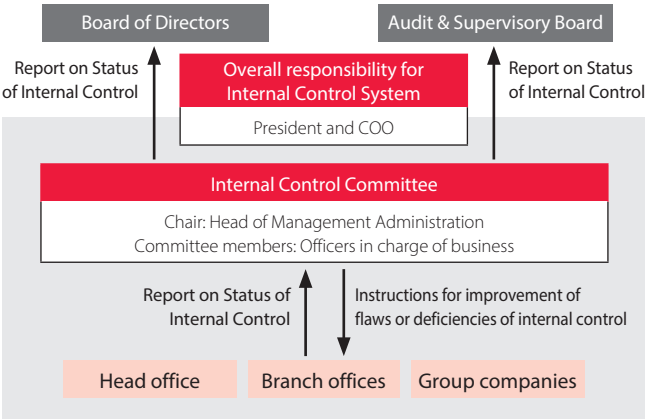 Board of Directors
Audit & Supervisory Board
Report on Status
of Internal Control
Overall responsibility for
Internal Control System
President and COO
Report on Status
of Internal Control
Internal Control Committee
Chair: Head of Management Administration
Committee members: Officers in charge of business
Report on Status of
Internal Control
Instructions for improvement of
flaws or deficiencies of internal control
Head office
Branch offices
Group companies